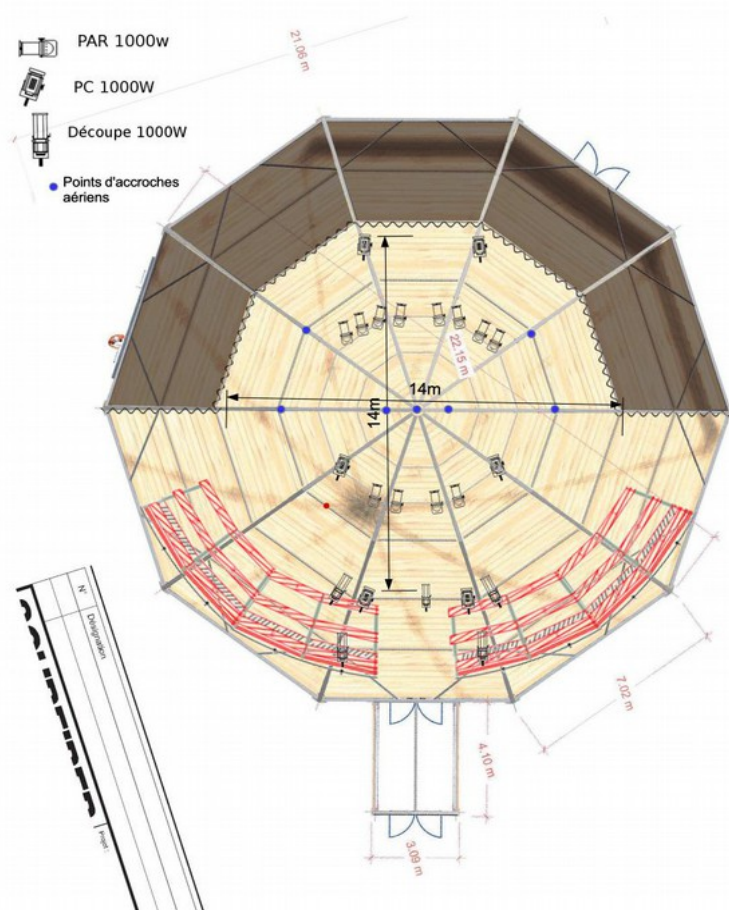 PAR 1000w
PC 1000W
Découpe 1000W
Points d'accroches
aériens
21.06 m
22.15 m
14m
14m
7.02 m
4.10 m
3.09 m
N°
Désignation
Projet :